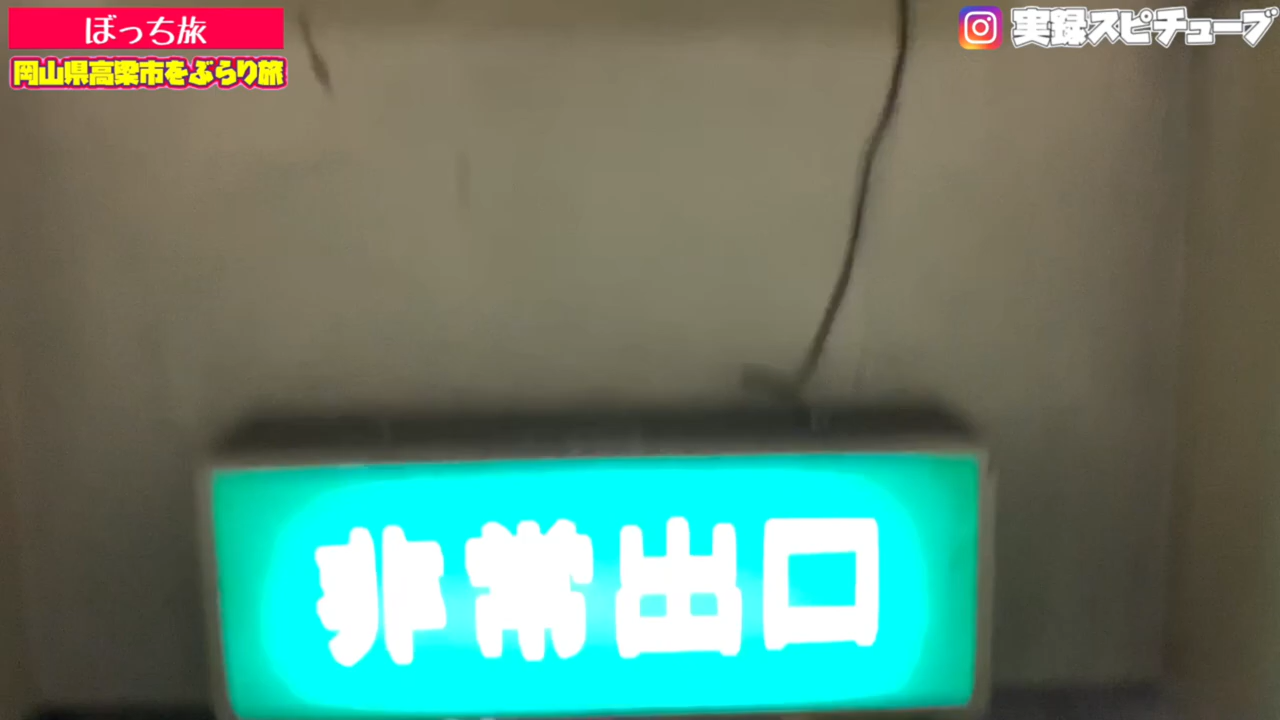 ぼっち旅
岡山県高梁市をぶらり旅
実録スピチューブ
非常出口